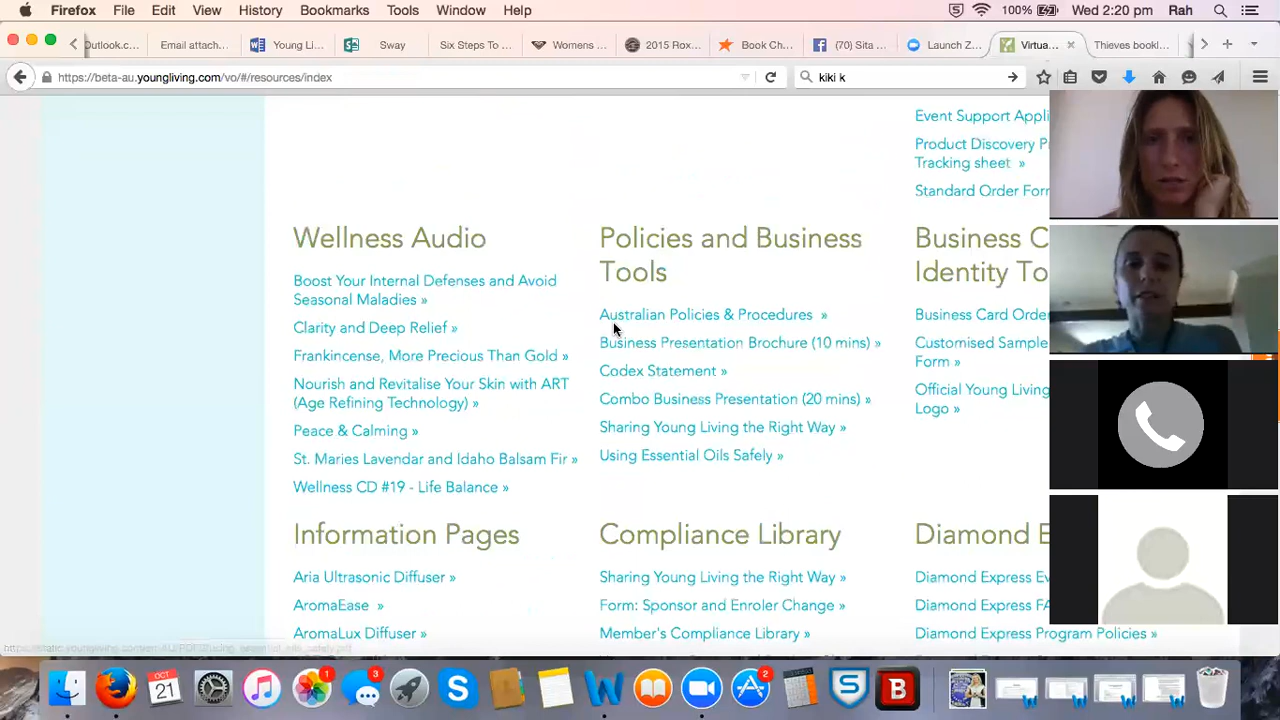 Firefox File Edit View History Bookmarks Tools Window Help 100% Wed 2:20 pm Rah
Outlook.c... Email attach... Young Li... Sway Six Steps To ... Womens ... 2015 Rox... Book Ch... (70) Sita ... Launch Z... Virtua... Thieves bookl...
https://beta-au.youngliving.com/vo/#/resources/index kiki k
Event Support Appli
Product Discovery P
Tracking sheet »
Standard Order For
Wellness Audio
Boost Your Internal Defenses and Avoid
Seasonal Maladies »
Clarity and Deep Relief »
Frankincense, More Precious Than Gold »
Nourish and Revitalise Your Skin with ART
(Age Refining Technology) »
Peace & Calming »
St. Maries Lavendar and Idaho Balsam Fir »
Wellness CD #19 - Life Balance »
Policies and Business
Tools
Australian Policies & Procedures »
Business Presentation Brochure (10 mins) »
Codex Statement »
Combo Business Presentation (20 mins) »
Sharing Young Living the Right Way »
Using Essential Oils Safely »
Business C
Identity To
Business Card Orde
Customised Sample
Form »
Official Young Living
Logo »
Information Pages
Aria Ultrasonic Diffuser »
AromaEase »
AromaLux Diffuser »
Compliance Library
Sharing Young Living the Right Way »
Form: Sponsor and Enroler Change »
Member's Compliance Library »
Diamond E
Diamond Express Ev
Diamond Express FA
Diamond Express Program Policies »
OCT
21
1
3
2